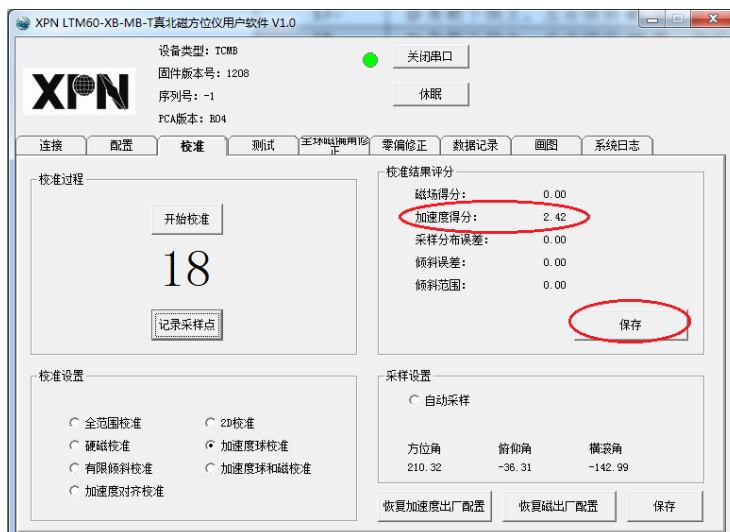 XPN LTM60-XB-MB-T真北磁方位仪用户软件 V1.0
XPN
设备类型: TCMB
固件版本号: 1208
序列号: -1
PCA版本: R04
关闭串口
休眠
连接 配置 校准 测试 全球磁偏角修正 零偏修正 数据记录 画图 系统日志
校准过程
开始校准
18
记录采样点
校准结果评分
磁场得分: 0.00
加速度得分: 2.42
采样分布误差: 0.00
倾斜误差: 0.00
倾斜范围: 0.00
保存
校准设置
全范围校准 2D校准
硬磁校准 加速度球校准
有限倾斜校准 加速度球和磁校准
加速度对齐校准
采样设置
自动采样
方位角 俯仰角 横滚角
210.32 -36.31 -142.99
恢复加速度出厂配置 恢复磁出厂配置 保存